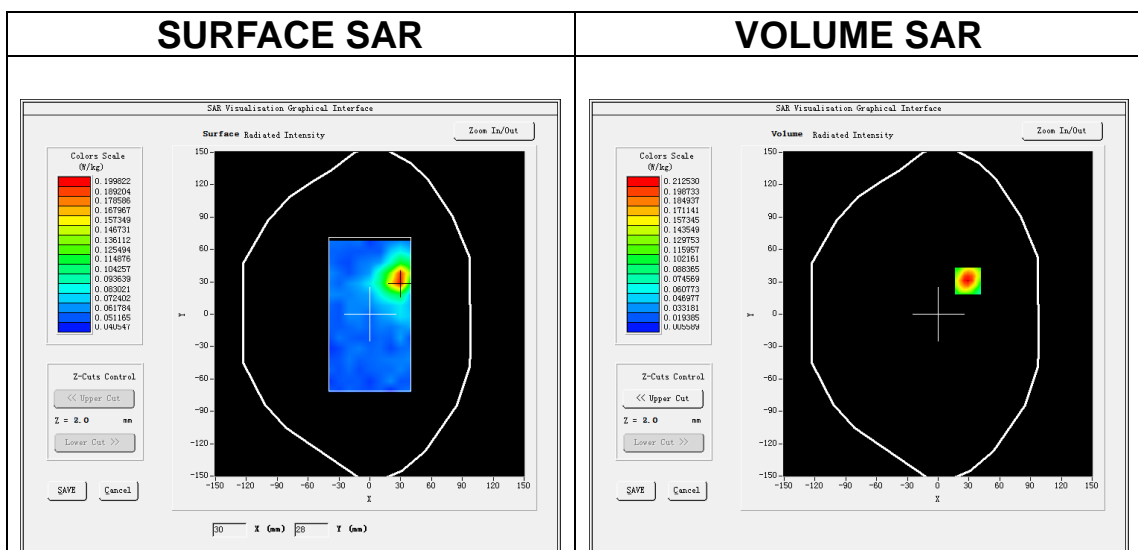 SURFACE SAR
VOLUME SAR
SAR Visualisation Graphical Interface
Surface Radiated Intensity
Zoom In/Out
Colors Scale
(W/kg)
0.199822
0.189204
0.178586
0.167967
0.157349
0.146731
0.136112
0.125494
0.114876
0.104257
0.093639
0.083021
0.072402
0.061784
0.051165
0.040547
150
120
90
60
30
0
-30
-60
-90
-120
-150
Y
-150 -120 -90 -60 -30 0 30 60 90 120 150
X
Z-Cuts Control
<< Upper Cut
Z = 2.0 mm
Lower Cut >>
SAVE Cancel
30 X (mm) 28 Y (mm)
SAR Visualisation Graphical Interface
Volume Radiated Intensity
Zoom In/Out
Colors Scale
(W/kg)
0.212530
0.198733
0.184937
0.171141
0.157345
0.143549
0.129753
0.115957
0.102161
0.088365
0.074569
0.060773
0.046977
0.033181
0.019385
0.005589
150
120
90
60
30
0
-30
-60
-90
-120
-150
Y
-150 -120 -90 -60 -30 0 30 60 90 120 150
X
Z-Cuts Control
<< Upper Cut
Z = 2.0 mm
Lower Cut >>
SAVE Cancel